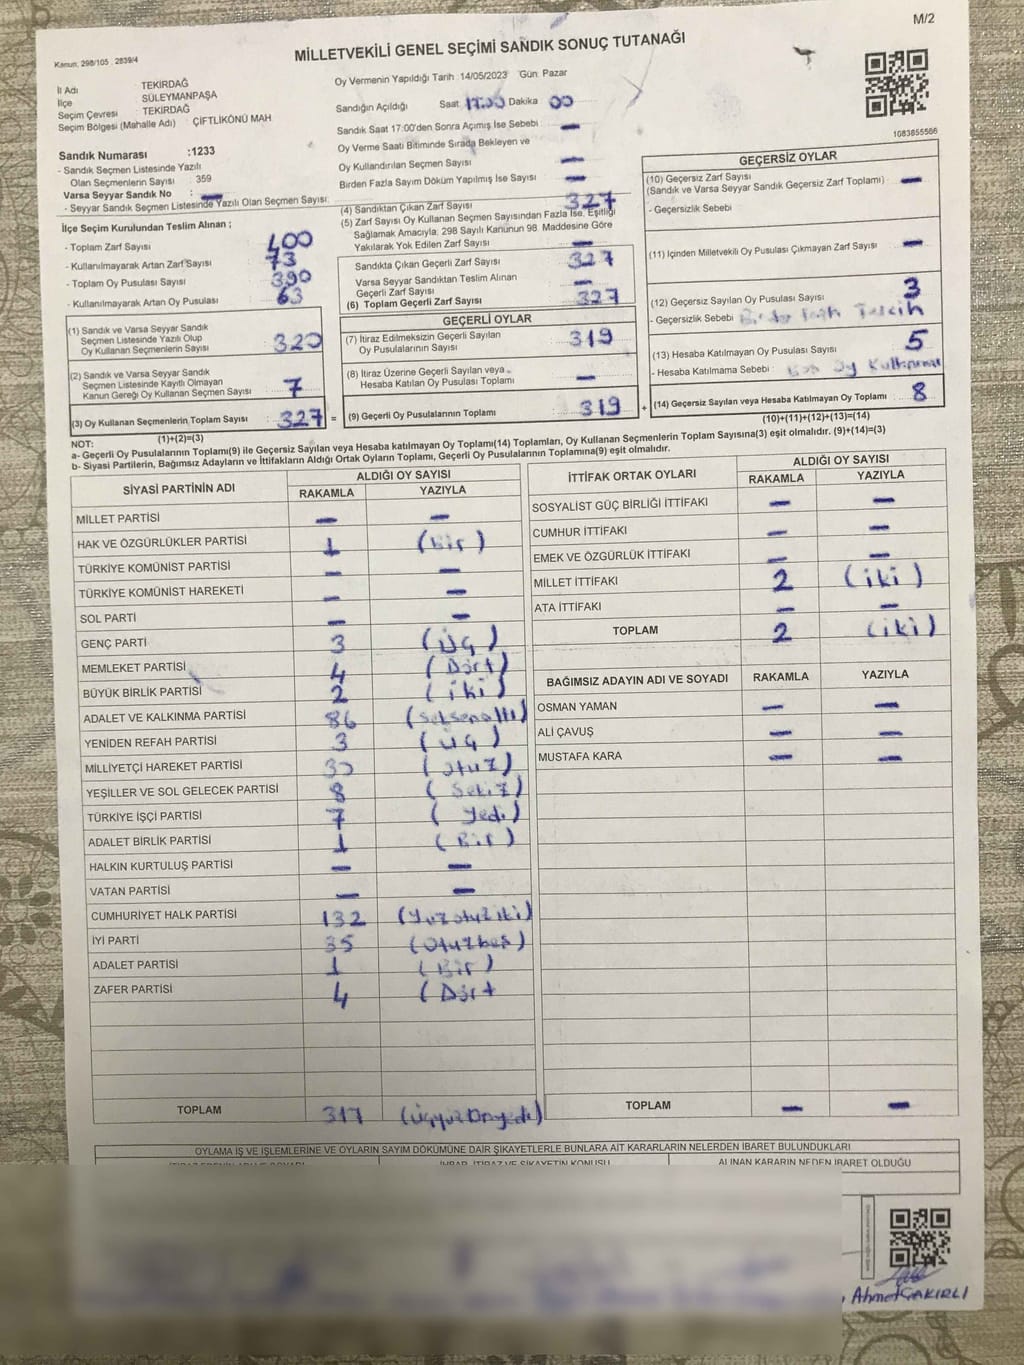 M/2
MİLLETVEKİLİ GENEL SEÇİMİ SANDIK SONUÇ TUTANAĞI
Kanun, 298/105 , 2839/4
İl Adı TEKİRDAĞ
İlçe SÜLEYMANPAŞA
Seçim Çevresi TEKİRDAĞ
Seçim Bölgesi (Mahalle Adı) ÇİFTLİKÖNÜ MAH
Sandık Numarası :1233
- Sandık Seçmen Listesinde Yazılı
Olan Seçmenlerin Sayısı : 359
Varsa Seyyar Sandık No : —
- Seyyar Sandık Seçmen Listesinde Yazılı Olan Seçmen Sayısı:
Oy Vermenin Yapıldığı Tarih : 14/05/2023 Gün: Pazar
Sandığın Açıldığı Saat 17.00 Dakika 00
Sandık Saat 17:00'den Sonra Açımış İse Sebebi —
Oy Verme Saati Bitiminde Sırada Bekleyen ve
Oy Kullandırılan Seçmen Sayısı —
Birden Fazla Sayım Döküm Yapılmış İse Sayısı —
1083855566
İlçe Seçim Kurulundan Teslim Alınan ;
- Toplam Zarf Sayısı 400
- Kullanılmayarak Artan Zarf Sayısı 73
- Toplam Oy Pusulası Sayısı 390
- Kullanılmayarak Artan Oy Pusulası 63
(1) Sandık ve Varsa Seyyar Sandık
Seçmen Listesinde Yazılı Olup
Oy Kullanan Seçmenlerin Sayısı 320
(2) Sandık ve Varsa Seyyar Sandık
Seçmen Listesinde Kayıtlı Olmayan
Kanun Gereği Oy Kullanan Seçmen Sayısı 7
(3) Oy Kullanan Seçmenlerin Toplam Sayısı 327 =
(1)+(2)=(3)
(4) Sandıktan Çıkan Zarf Sayısı 327
(5) Zarf Sayısı Oy Kullanan Seçmen Sayısından Fazla İse, Eşitliği
Sağlamak Amacıyla, 298 Sayılı Kanunun 98. Maddesine Göre
Yakılarak Yok Edilen Zarf Sayısı —
Sandıkta Çıkan Geçerli Zarf Sayısı 327
Varsa Seyyar Sandıktan Teslim Alınan
Geçerli Zarf Sayısı —
(6) Toplam Geçerli Zarf Sayısı 327
GEÇERLİ OYLAR
(7) İtiraz Edilmeksizin Geçerli Sayılan
Oy Pusulalarının Sayısı 319
(8) İtiraz Üzerine Geçerli Sayılan veya
Hesaba Katılan Oy Pusulası Toplamı —
(9) Geçerli Oy Pusulalarının Toplamı 319 +
GEÇERSİZ OYLAR
(10) Geçersiz Zarf Sayısı
(Sandık ve Varsa Seyyar Sandık Geçersiz Zarf Toplamı) —
- Geçersizlik Sebebi
(11) İçinden Milletvekili Oy Pusulası Çıkmayan Zarf Sayısı —
(12) Geçersiz Sayılan Oy Pusulası Sayısı 3
- Geçersizlik Sebebi Tercih
(13) Hesaba Katılmayan Oy Pusulası Sayısı 5
- Hesaba Katılmama Sebebi : Boş Oy Kullanma
(14) Geçersiz Sayılan veya Hesaba Katılmayan Oy Toplamı 8
(10)+(11)+(12)+(13)=(14)
NOT:
a- Geçerli Oy Pusulalarının Toplamı(9) ile Geçersiz Sayılan veya Hesaba katılmayan Oy Toplamı(14) Toplamları, Oy Kullanan Seçmenlerin Toplam Sayısına(3) eşit olmalıdır. (9)+(14)=(3)
b- Siyasi Partilerin, Bağımsız Adayların ve İttifakların Aldığı Ortak Oyların Toplamı, Geçerli Oy Pusulalarının Toplamına(9) eşit olmalıdır.
SİYASİ PARTİNİN ADI ALDIĞI OY SAYISI
RAKAMLA YAZIYLA
MİLLET PARTİSİ — —
HAK VE ÖZGÜRLÜKLER PARTİSİ 1 (Bir)
TÜRKİYE KOMÜNİST PARTİSİ — —
TÜRKİYE KOMÜNİST HAREKETİ — —
SOL PARTİ — —
GENÇ PARTİ 3 (Üç)
MEMLEKET PARTİSİ 4 (Dört)
BÜYÜK BİRLİK PARTİSİ 2 (iki)
ADALET VE KALKINMA PARTİSİ 86 (seksenaltı)
YENİDEN REFAH PARTİSİ 3 (Üç)
MİLLİYETÇİ HAREKET PARTİSİ 30 (otuz)
YEŞİLLER VE SOL GELECEK PARTİSİ 8 (Sekiz)
TÜRKİYE İŞÇİ PARTİSİ 7 (yedi)
ADALET BİRLİK PARTİSİ 1 (Bir)
HALKIN KURTULUŞ PARTİSİ — —
VATAN PARTİSİ — —
CUMHURİYET HALK PARTİSİ 132 (Yüzotuziki)
İYİ PARTİ 35 (Otuzbeş)
ADALET PARTİSİ 1 (Bir)
ZAFER PARTİSİ 4 (Dört
TOPLAM 317 (Üçyüzonyedi)
İTTİFAK ORTAK OYLARI ALDIĞI OY SAYISI
RAKAMLA YAZIYLA
SOSYALİST GÜÇ BİRLİĞİ İTTİFAKI — —
CUMHUR İTTİFAKI — —
EMEK VE ÖZGÜRLÜK İTTİFAKI — —
MİLLET İTTİFAKI 2 (iki)
ATA İTTİFAKI — —
TOPLAM 2 (iki)
BAĞIMSIZ ADAYIN ADI VE SOYADI RAKAMLA YAZIYLA
OSMAN YAMAN — —
ALİ ÇAVUŞ — —
MUSTAFA KARA — —
TOPLAM — —
OYLAMA İŞ VE İŞLEMLERİNE VE OYLARIN SAYIM DÖKÜMÜNE DAİR ŞİKAYETLERLE BUNLARA AİT KARARLARIN NELERDEN İBARET BULUNDUKLARI
İHBAR, İTİRAZ VE ŞİKAYETİN KONUSU ALINAN KARARIN NEDEN İBARET OLDUĞU
Ahmet ÇAKIRLI